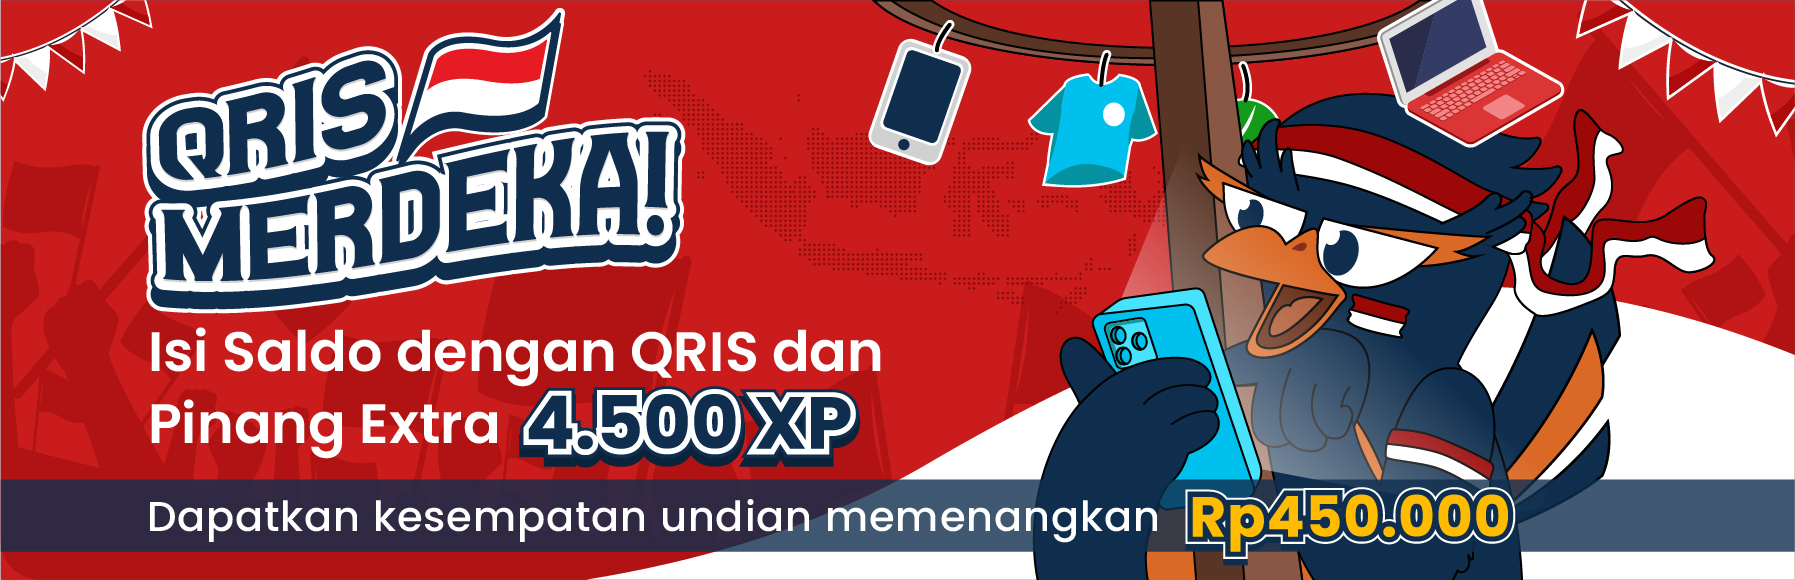 QRIS
MERDEKA!
Isi Saldo dengan QRIS dan
Pinang Extra 4.500 XP
Dapatkan kesempatan undian memenangkan Rp450.000